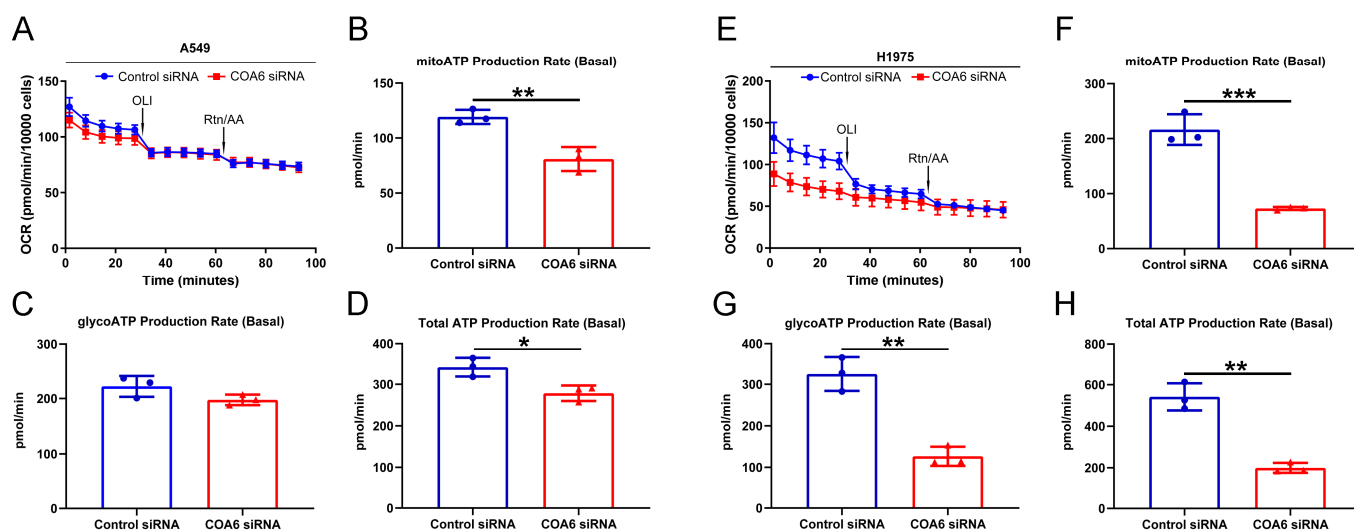 A
A549
Control siRNA COA6 siRNA
OLI
Rtn/AA
150
100
50
0
OCR (pmol/min/10000 cells)
0 20 40 60 80 100
Time (minutes)
B
mitoATP Production Rate (Basal)
**
150
100
50
0
pmol/min
Control siRNA COA6 siRNA
E
H1975
Control siRNA COA6 siRNA
OLI
Rtn/AA
200
150
100
50
0
OCR (pmol/min/10000 cells)
0 20 40 60 80 100
Time (minutes)
F
mitoATP Production Rate (Basal)
***
300
200
100
0
pmol/min
Control siRNA COA6 siRNA
C
glycoATP Production Rate (Basal)
300
200
100
0
pmol/min
Control siRNA COA6 siRNA
D
Total ATP Production Rate (Basal)
*
400
300
200
100
0
pmol/min
Control siRNA COA6 siRNA
G
glycoATP Production Rate (Basal)
**
400
300
200
100
0
pmol/min
Control siRNA COA6 siRNA
H
Total ATP Production Rate (Basal)
**
800
600
400
200
0
pmol/min
Control siRNA COA6 siRNA